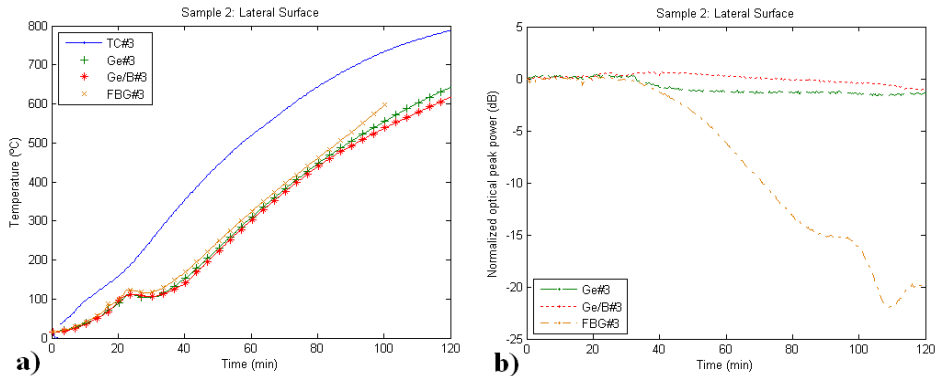 Sample 2: Lateral Surface
800
700
600
500
400
300
200
100
0
Temperature (ºC)
TC#3
Ge#3
Ge/B#3
FBG#3
0 20 40 60 80 100 120
Time (min)
a)
Sample 2: Lateral Surface
5
0
-5
-10
-15
-20
-25
Normalized optical peak power (dB)
Ge#3
Ge/B#3
FBG#3
0 20 40 60 80 100 120
Time (min)
b)